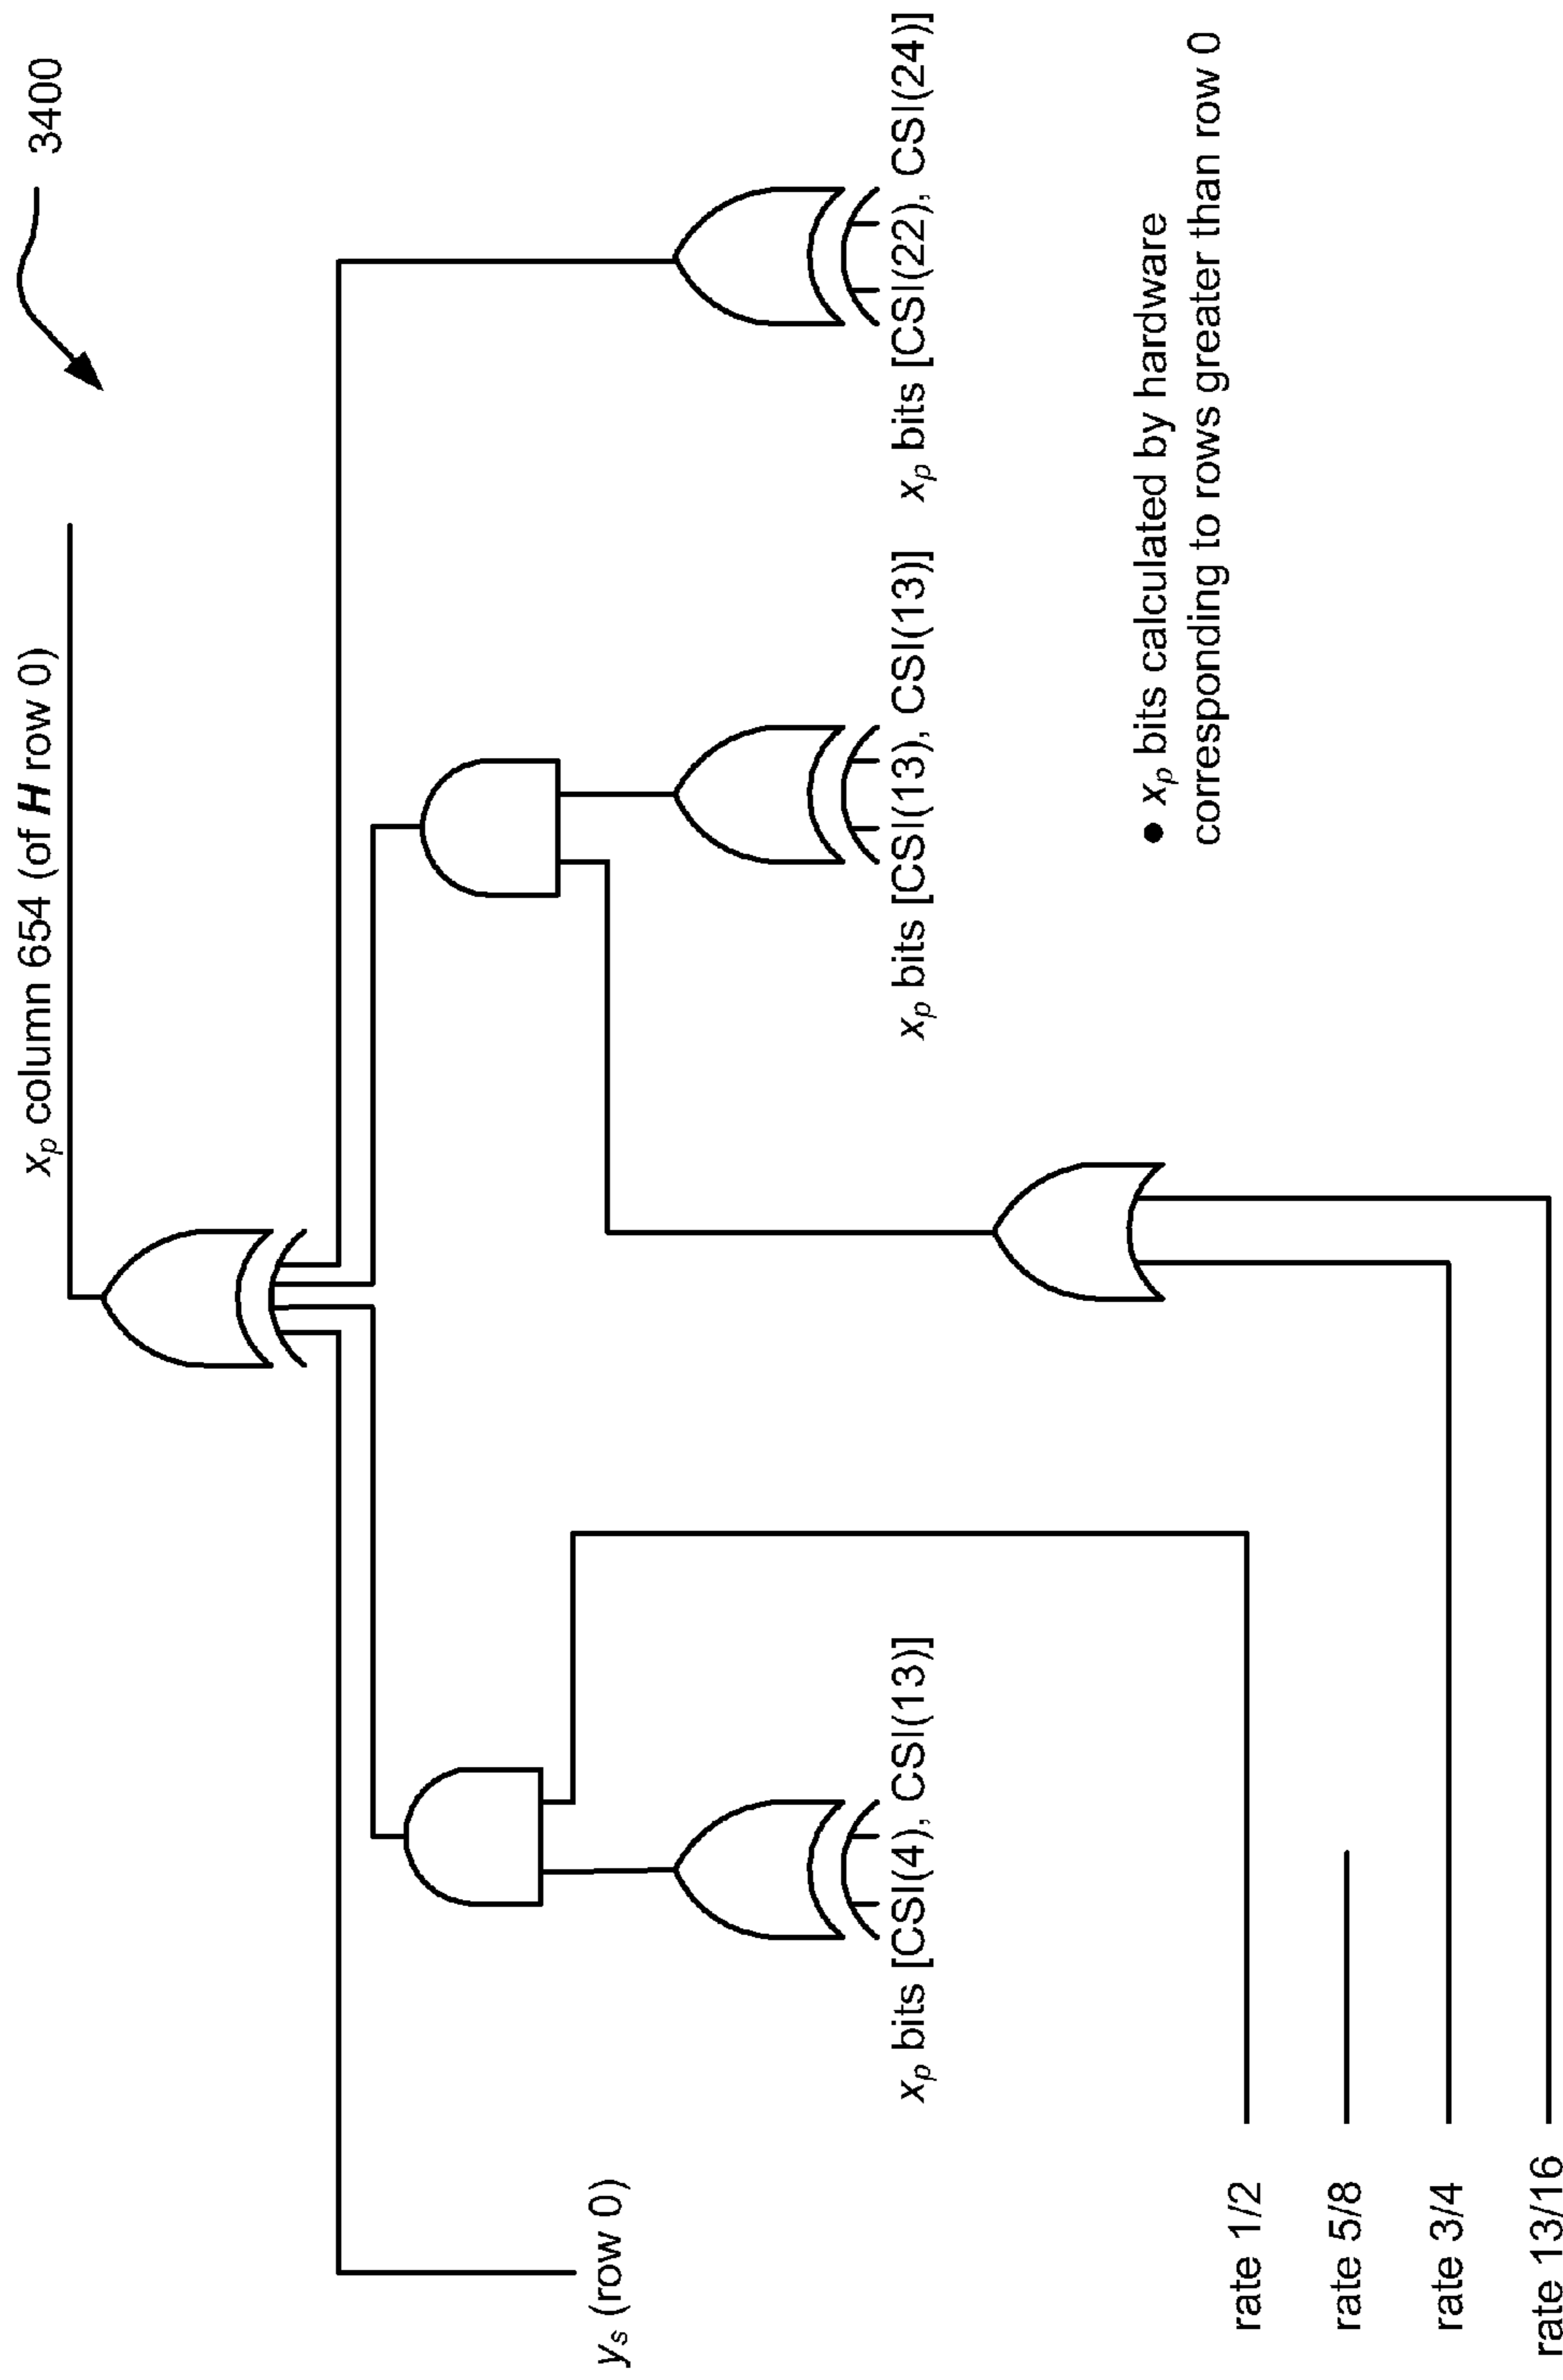 3400
x_p column 654 (of H row 0)
y_s (row 0)
x_p bits [CSI(4), CSI(13)]
x_p bits [CSI(13), CSI(13)]
x_p bits [CSI(22), CSI(24)]
rate 1/2
rate 5/8
rate 3/4
rate 13/16
● x_p bits calculated by hardware
corresponding to rows greater than row 0